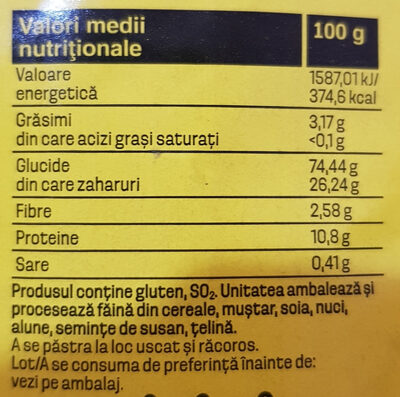 Valori medii 100 g
nutriționale
Valoare 1587,01 kJ/
energetică 374,6 kcal
Grăsimi 3,17 g
din care acizi grași saturați <0,1 g
Glucide 74,44 g
din care zaharuri 26,24 g
Fibre 2,58 g
Proteine 10,8 g
Sare 0,41 g
Produsul conține gluten, SO₂. Unitatea ambalează și
procesează făină din cereale, muștar, soia, nuci,
alune, semințe de susan, țelină.
A se păstra la loc uscat și răcoros.
Lot/A se consuma de preferință înainte de:
vezi pe ambalaj.